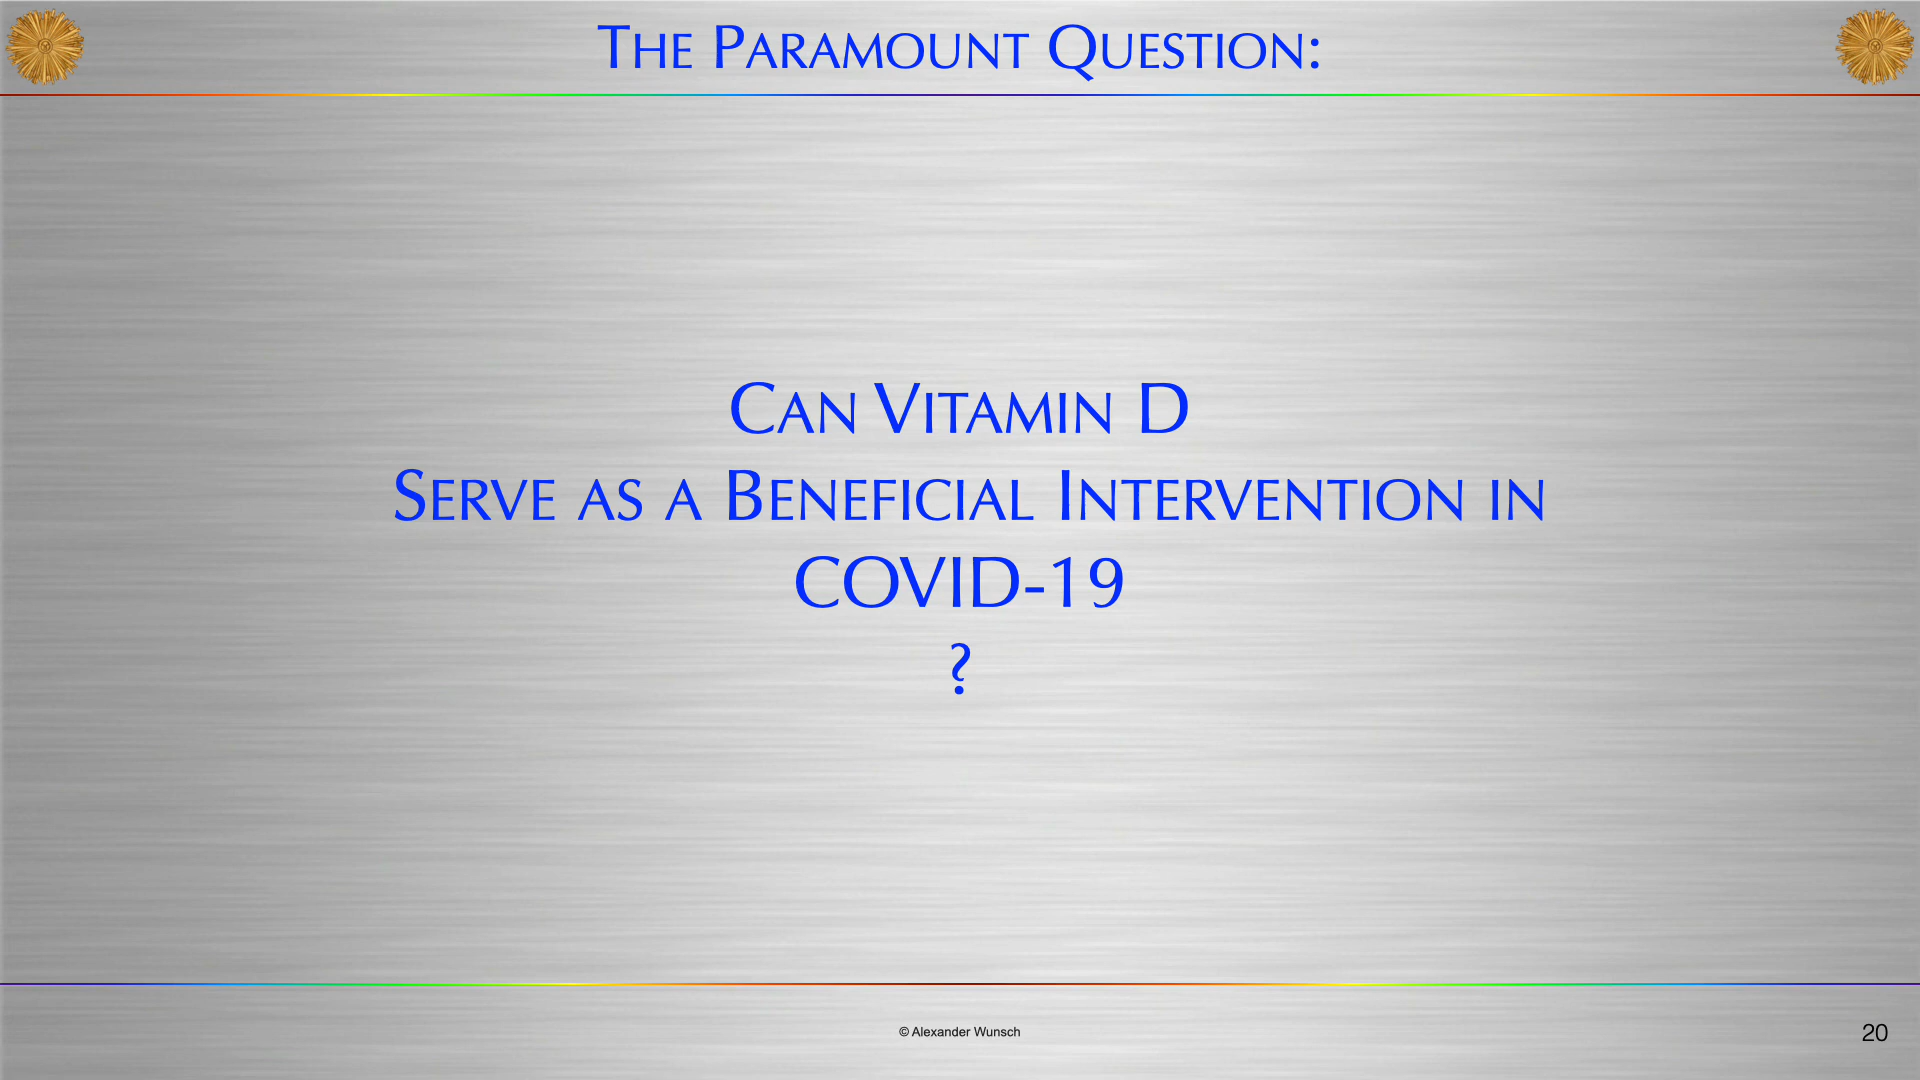 The Paramount Question:
Can Vitamin D
Serve as a Beneficial Intervention in
COVID-19
?
© Alexander Wunsch
20